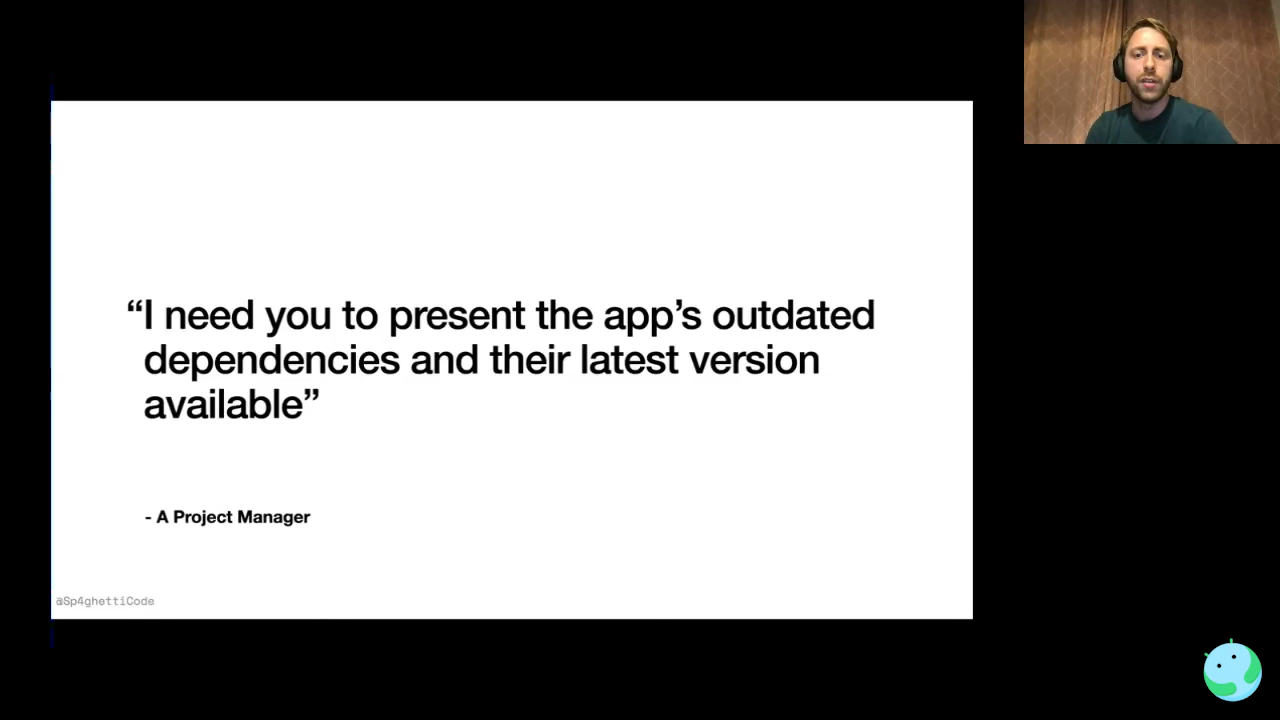 “I need you to present the app’s outdated
dependencies and their latest version
available”
- A Project Manager
@Sp4ghettiCode